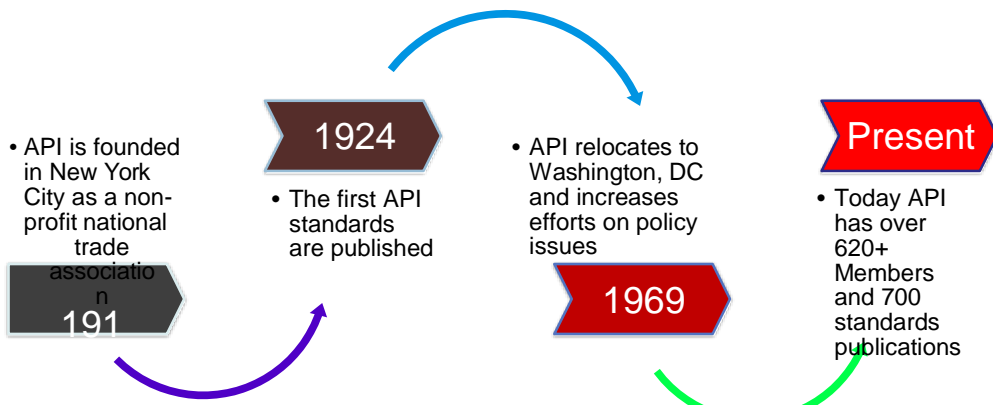 • API is founded
in New York
City as a non-
profit national
trade
associatio
n
191
1924
• The first API
standards
are published
• API relocates to
Washington, DC
and increases
efforts on policy
issues
1969
Present
• Today API
has over
620+
Members
and 700
standards
publications